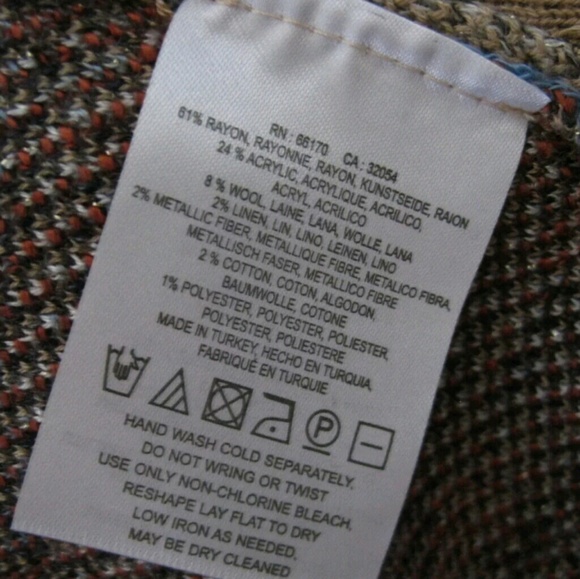 RN : 66170 CA : 32054
61% RAYON, RAYONNE, RAYON, KUNSTSEIDE, RAION
24 % ACRYLIC, ACRYLIQUE, ACRILICO,
ACRYL, ACRILICO
8 % WOOL, LAINE, LANA, WOLLE, LANA
2% LINEN, LIN, LINO, LEINEN, LINO
2% METALLIC FIBER, METALLIQUE FIBRE, METALICO FIBRA,
METALLISCH FASER, METALLICO FIBRE
2 % COTTON, COTON, ALGODON,
BAUMWOLLE, COTONE
1% POLYESTER, POLYESTER, POLIESTER,
POLYESTER, POLIESTERE
MADE IN TURKEY, HECHO EN TURQUIA,
FABRIQUÉ EN TURQUIE
P
HAND WASH COLD SEPARATELY.
DO NOT WRING OR TWIST
USE ONLY NON-CHLORINE BLEACH,
RESHAPE LAY FLAT TO DRY
LOW IRON AS NEEDED,
MAY BE DRY CLEANED